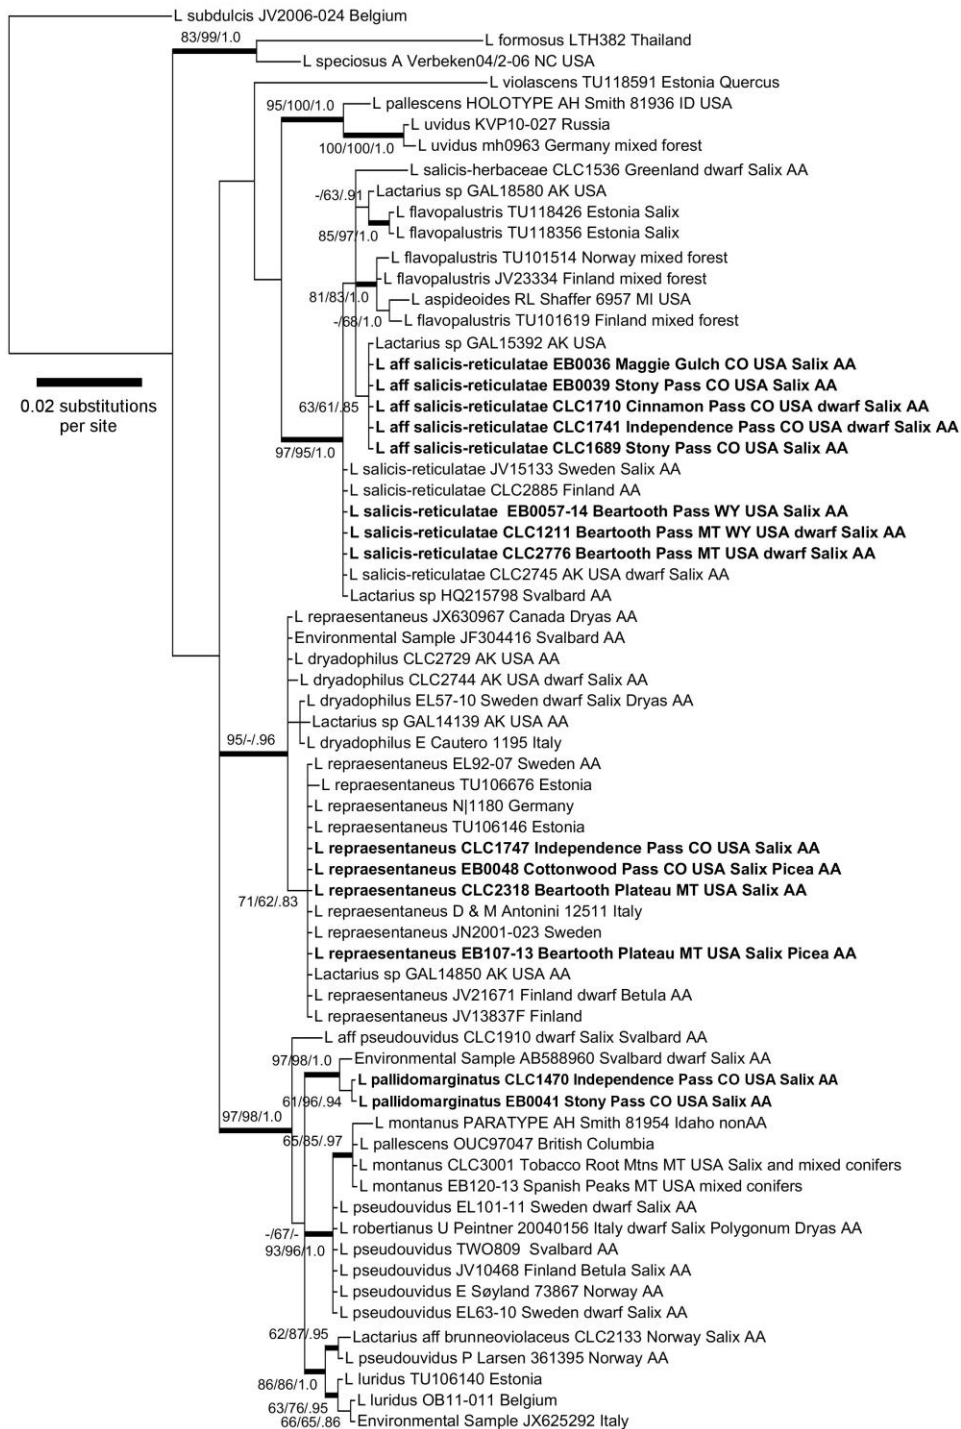 L subdulcis JV2006-024 Belgium
83/99/1.0
L formosus LTH382 Thailand
L speciosus A Verbeken04/2-06 NC USA
L violascens TU118591 Estonia Quercus
95/100/1.0
L pallescens HOLOTYPE AH Smith 81936 ID USA
L uvidus KVP10-027 Russia
L uvidus mh0963 Germany mixed forest
100/100/1.0
L salicis-herbaceae CLC1536 Greenland dwarf Salix AA
-/63/.91
Lactarius sp GAL18580 AK USA
L flavopalustris TU118426 Estonia Salix
L flavopalustris TU118356 Estonia Salix
85/97/1.0
L flavopalustris TU101514 Norway mixed forest
L flavopalustris JV23334 Finland mixed forest
81/83/1.0
L aspideoides RL Shaffer 6957 MI USA
-/68/1.0
L flavopalustris TU101619 Finland mixed forest
Lactarius sp GAL15392 AK USA
L aff salicis-reticulatae EB0036 Maggie Gulch CO USA Salix AA
L aff salicis-reticulatae EB0039 Stony Pass CO USA Salix AA
0.02 substitutions
per site
L aff salicis-reticulatae CLC1710 Cinnamon Pass CO USA dwarf Salix AA
63/61/.85
L aff salicis-reticulatae CLC1741 Independence Pass CO USA dwarf Salix AA
L aff salicis-reticulatae CLC1689 Stony Pass CO USA Salix AA
97/95/1.0
L salicis-reticulatae JV15133 Sweden Salix AA
L salicis-reticulatae CLC2885 Finland AA
L salicis-reticulatae EB0057-14 Beartooth Pass WY USA Salix AA
L salicis-reticulatae CLC1211 Beartooth Pass MT WY USA dwarf Salix AA
L salicis-reticulatae CLC2776 Beartooth Pass MT USA dwarf Salix AA
L salicis-reticulatae CLC2745 AK USA dwarf Salix AA
Lactarius sp HQ215798 Svalbard AA
L repraesentaneus JX630967 Canada Dryas AA
Environmental Sample JF304416 Svalbard AA
L dryadophilus CLC2729 AK USA AA
L dryadophilus CLC2744 AK USA dwarf Salix AA
L dryadophilus EL57-10 Sweden dwarf Salix Dryas AA
Lactarius sp GAL14139 AK USA AA
95/-/.96
L dryadophilus E Cautero 1195 Italy
L repraesentaneus EL92-07 Sweden AA
L repraesentaneus TU106676 Estonia
L repraesentaneus N|1180 Germany
L repraesentaneus TU106146 Estonia
L repraesentaneus CLC1747 Independence Pass CO USA Salix AA
L repraesentaneus EB0048 Cottonwood Pass CO USA Salix Picea AA
L repraesentaneus CLC2318 Beartooth Plateau MT USA Salix AA
71/62/.83
L repraesentaneus D & M Antonini 12511 Italy
L repraesentaneus JN2001-023 Sweden
L repraesentaneus EB107-13 Beartooth Plateau MT USA Salix Picea AA
Lactarius sp GAL14850 AK USA AA
L repraesentaneus JV21671 Finland dwarf Betula AA
L repraesentaneus JV13837F Finland
L aff pseudouvidus CLC1910 dwarf Salix Svalbard AA
97/98/1.0
Environmental Sample AB588960 Svalbard dwarf Salix AA
L pallidomarginatus CLC1470 Independence Pass CO USA Salix AA
61/96/.94
L pallidomarginatus EB0041 Stony Pass CO USA Salix AA
97/98/1.0
L montanus PARATYPE AH Smith 81954 Idaho nonAA
65/85/.97
L pallescens OUC97047 British Columbia
L montanus CLC3001 Tobacco Root Mtns MT USA Salix and mixed conifers
L montanus EB120-13 Spanish Peaks MT USA mixed conifers
L pseudouvidus EL101-11 Sweden dwarf Salix AA
L robertianus U Peintner 20040156 Italy dwarf Salix Polygonum Dryas AA
-/67/-
93/96/1.0
L pseudouvidus TWO809 Svalbard AA
L pseudouvidus JV10468 Finland Betula Salix AA
L pseudouvidus E Søyland 73867 Norway AA
L pseudouvidus EL63-10 Sweden dwarf Salix AA
62/87/.95
Lactarius aff brunneoviolaceus CLC2133 Norway Salix AA
L pseudouvidus P Larsen 361395 Norway AA
86/86/1.0
L luridus TU106140 Estonia
63/76/.95
L luridus OB11-011 Belgium
66/65/.86
Environmental Sample JX625292 Italy